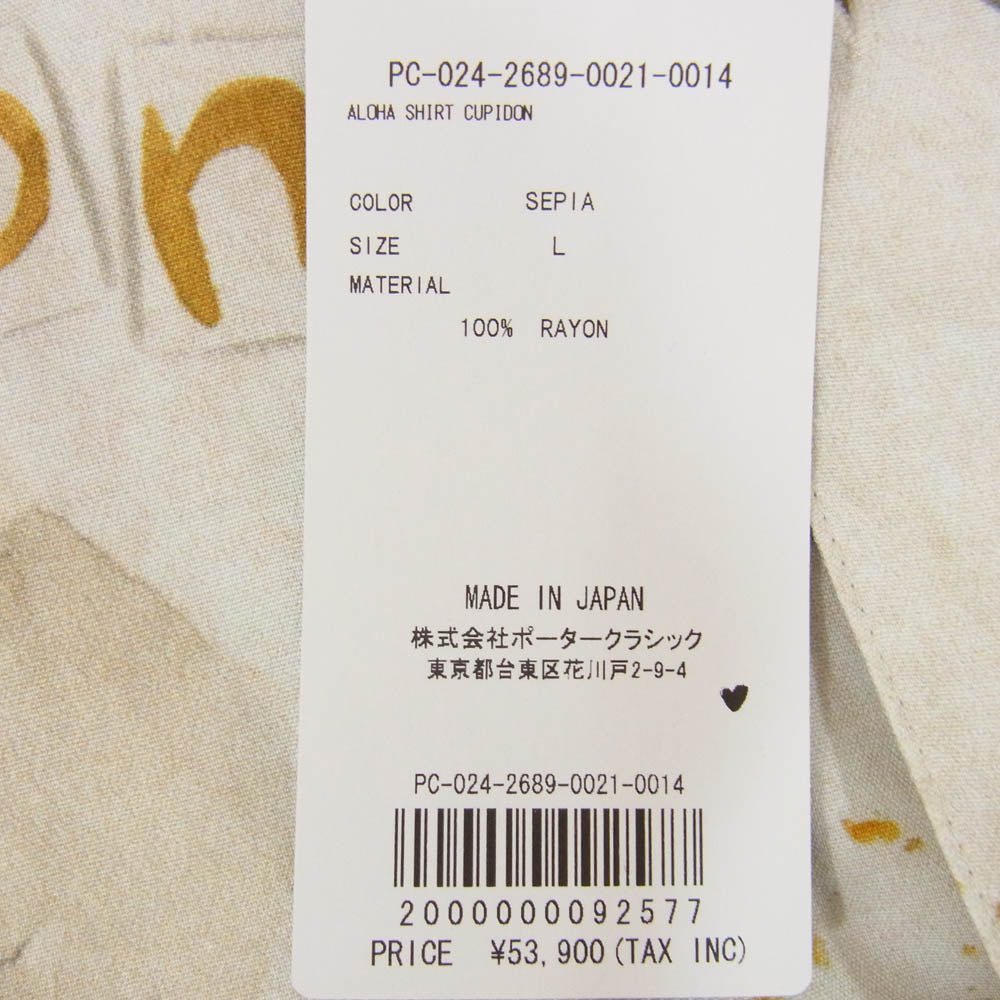 on
PC-024-2689-0021-0014
ALOHA SHIRT CUPIDON
COLOR SEPIA
SIZE L
MATERIAL
100% RAYON
MADE IN JAPAN
株式会社ポータークラシック
東京都台東区花川戸2-9-4
PC-024-2689-0021-0014
2000000092577
PRICE ¥53,900(TAX INC)